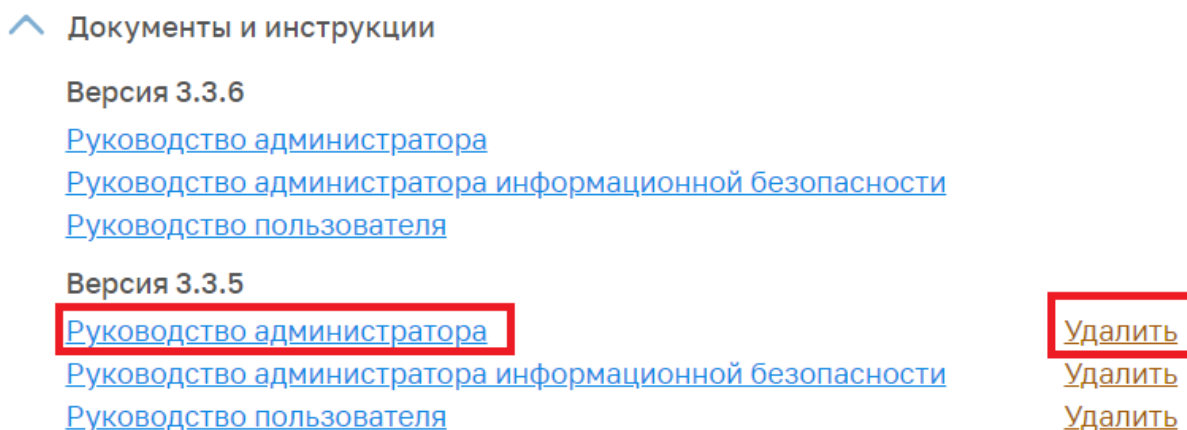 Документы и инструкции
Версия 3.3.6
Руководство администратора
Руководство администратора информационной безопасности
Руководство пользователя
Версия 3.3.5
Руководство администратора Удалить
Руководство администратора информационной безопасности Удалить
Руководство пользователя Удалить